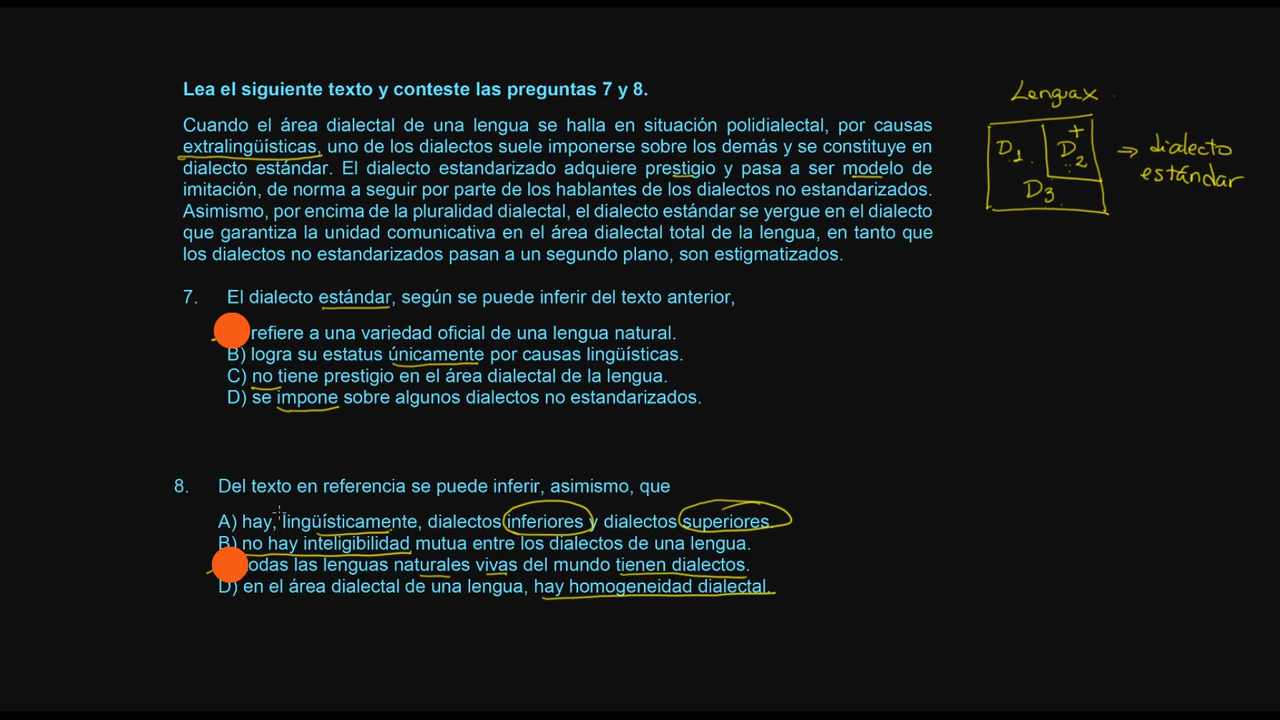 Lea el siguiente texto y conteste las preguntas 7 y 8.
Cuando el área dialectal de una lengua se halla en situación polidialectal, por causas
extralingüísticas, uno de los dialectos suele imponerse sobre los demás y se constituye en
dialecto estándar. El dialecto estandarizado adquiere prestigio y pasa a ser modelo de
imitación, de norma a seguir por parte de los hablantes de los dialectos no estandarizados.
Asimismo, por encima de la pluralidad dialectal, el dialecto estándar se yergue en el dialecto
que garantiza la unidad comunicativa en el área dialectal total de la lengua, en tanto que
los dialectos no estandarizados pasan a un segundo plano, son estigmatizados.
Lengua x
D1
+
D2
D3
⇒ dialecto
estándar
7. El dialecto estándar, según se puede inferir del texto anterior,
refiere a una variedad oficial de una lengua natural.
B) logra su estatus únicamente por causas lingüísticas.
C) no tiene prestigio en el área dialectal de la lengua.
D) se impone sobre algunos dialectos no estandarizados.
8. Del texto en referencia se puede inferir, asimismo, que
A) hay, lingüísticamente, dialectos inferiores y dialectos superiores.
B) no hay inteligibilidad mutua entre los dialectos de una lengua.
odas las lenguas naturales vivas del mundo tienen dialectos.
D) en el área dialectal de una lengua, hay homogeneidad dialectal.